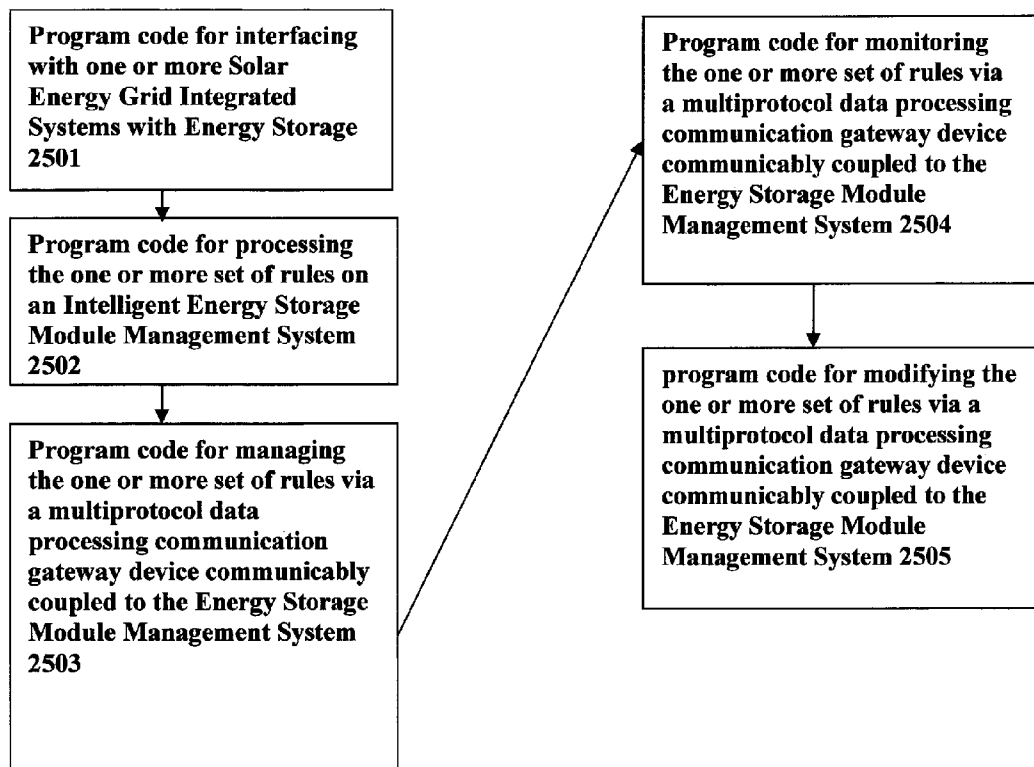 Program code for interfacing
with one or more Solar
Energy Grid Integrated
Systems with Energy Storage
2501
Program code for processing
the one or more set of rules on
an Intelligent Energy Storage
Module Management System
2502
Program code for managing
the one or more set of rules via
a multiprotocol data
processing communication
gateway device communicably
coupled to the Energy Storage
Module Management System
2503
Program code for monitoring
the one or more set of rules via
a multiprotocol data processing
communication gateway device
communicably coupled to the
Energy Storage Module
Management System 2504
program code for modifying the
one or more set of rules via a
multiprotocol data processing
communication gateway device
communicably coupled to the
Energy Storage Module
Management System 2505